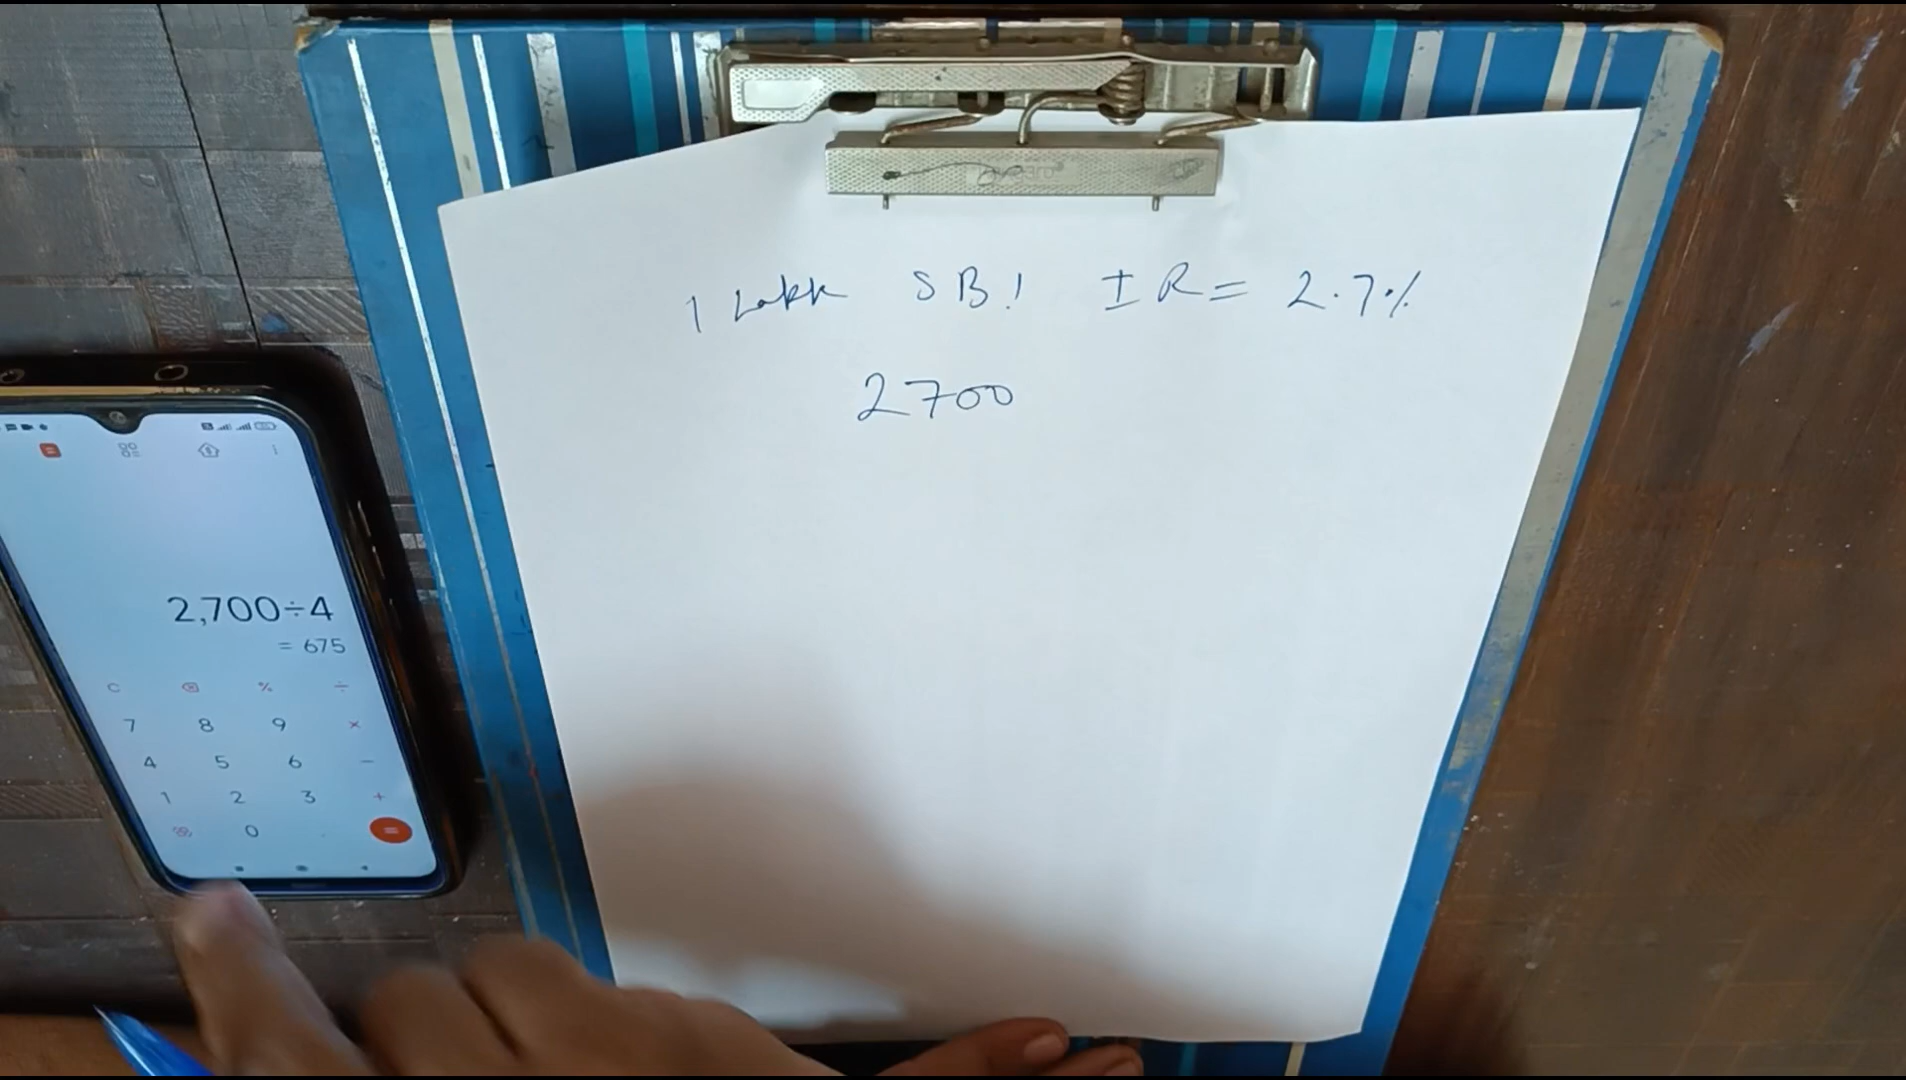 1 Lakh SB! IR = 2.7%
2700
2,700÷4
= 675
C % ÷
7 8 9 ×
4 5 6 −
1 2 3 +
0 . =